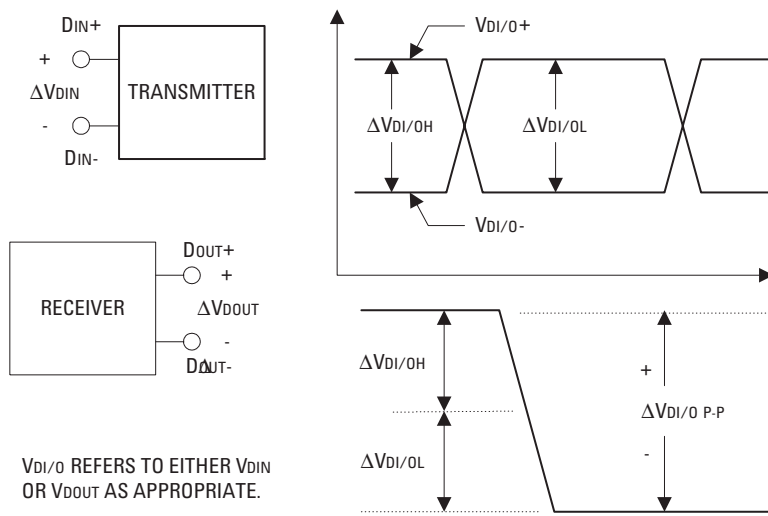 DIN+
+
ΔVDIN
-
DIN-
TRANSMITTER
VDI/O+
ΔVDI/OH
ΔVDI/OL
VDI/O-
RECEIVER
DOUT+
+
ΔVDOUT
-
ΔVDI/OH
ΔVDI/OL
+
ΔVDI/O P-P
-
VDI/O REFERS TO EITHER VDIN
OR VDOUT AS APPROPRIATE.